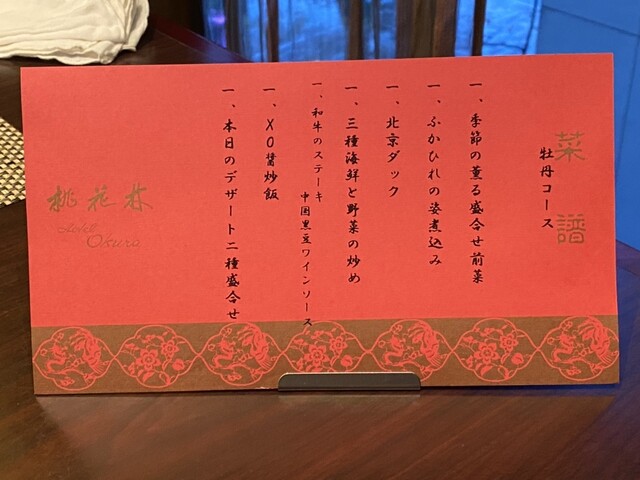 菜譜
牡丹コース
一、季節の薫る盛合せ前菜
一、ふかひれの姿煮込み
一、北京ダック
一、三種海鮮と野菜の炒め
一、和牛のステーキ
中国黒豆ワインソース
一、XO醤炒飯
一、本日のデザート二種盛合せ
桃花林
Hotel
Okura